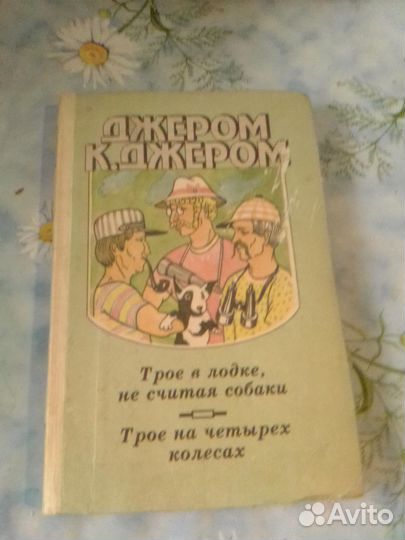 ДЖЕРОМ
К. ДЖЕРОМ
Трое в лодке,
не считая собаки
Трое на четырех
колесах
Avito